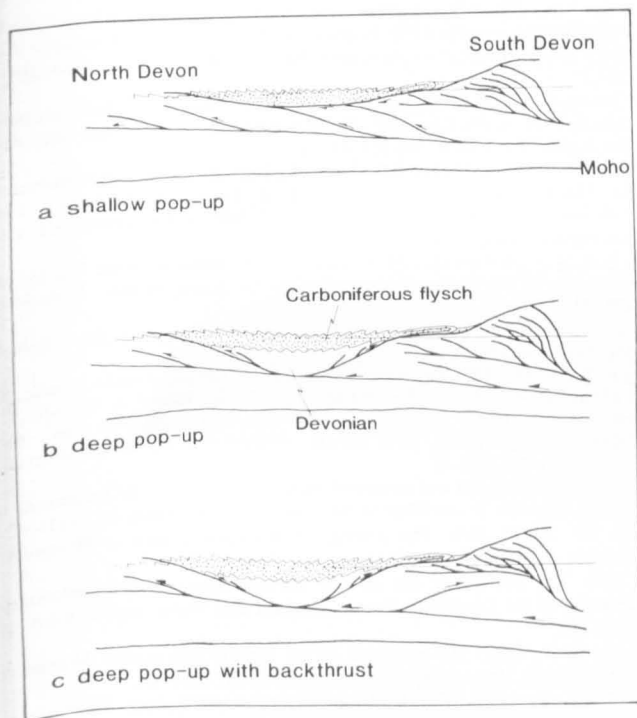 South Devon
North Devon
Moho
a shallow pop-up
Carboniferous flysch
Devonian
b deep pop-up
c deep pop-up with backthrust